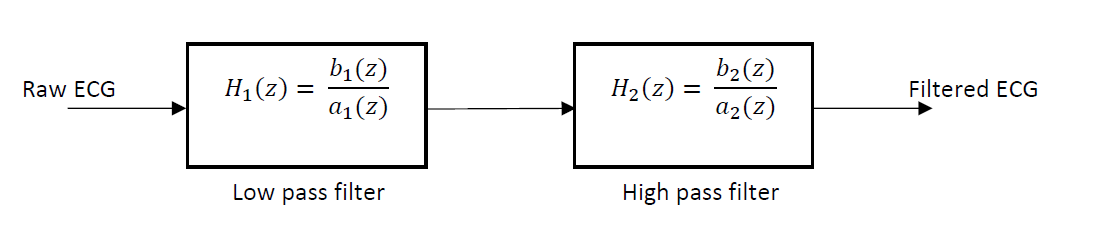 Raw ECG
H₁(z) = b₁(z)/a₁(z)
Low pass filter
H₂(z) = b₂(z)/a₂(z)
High pass filter
Filtered ECG